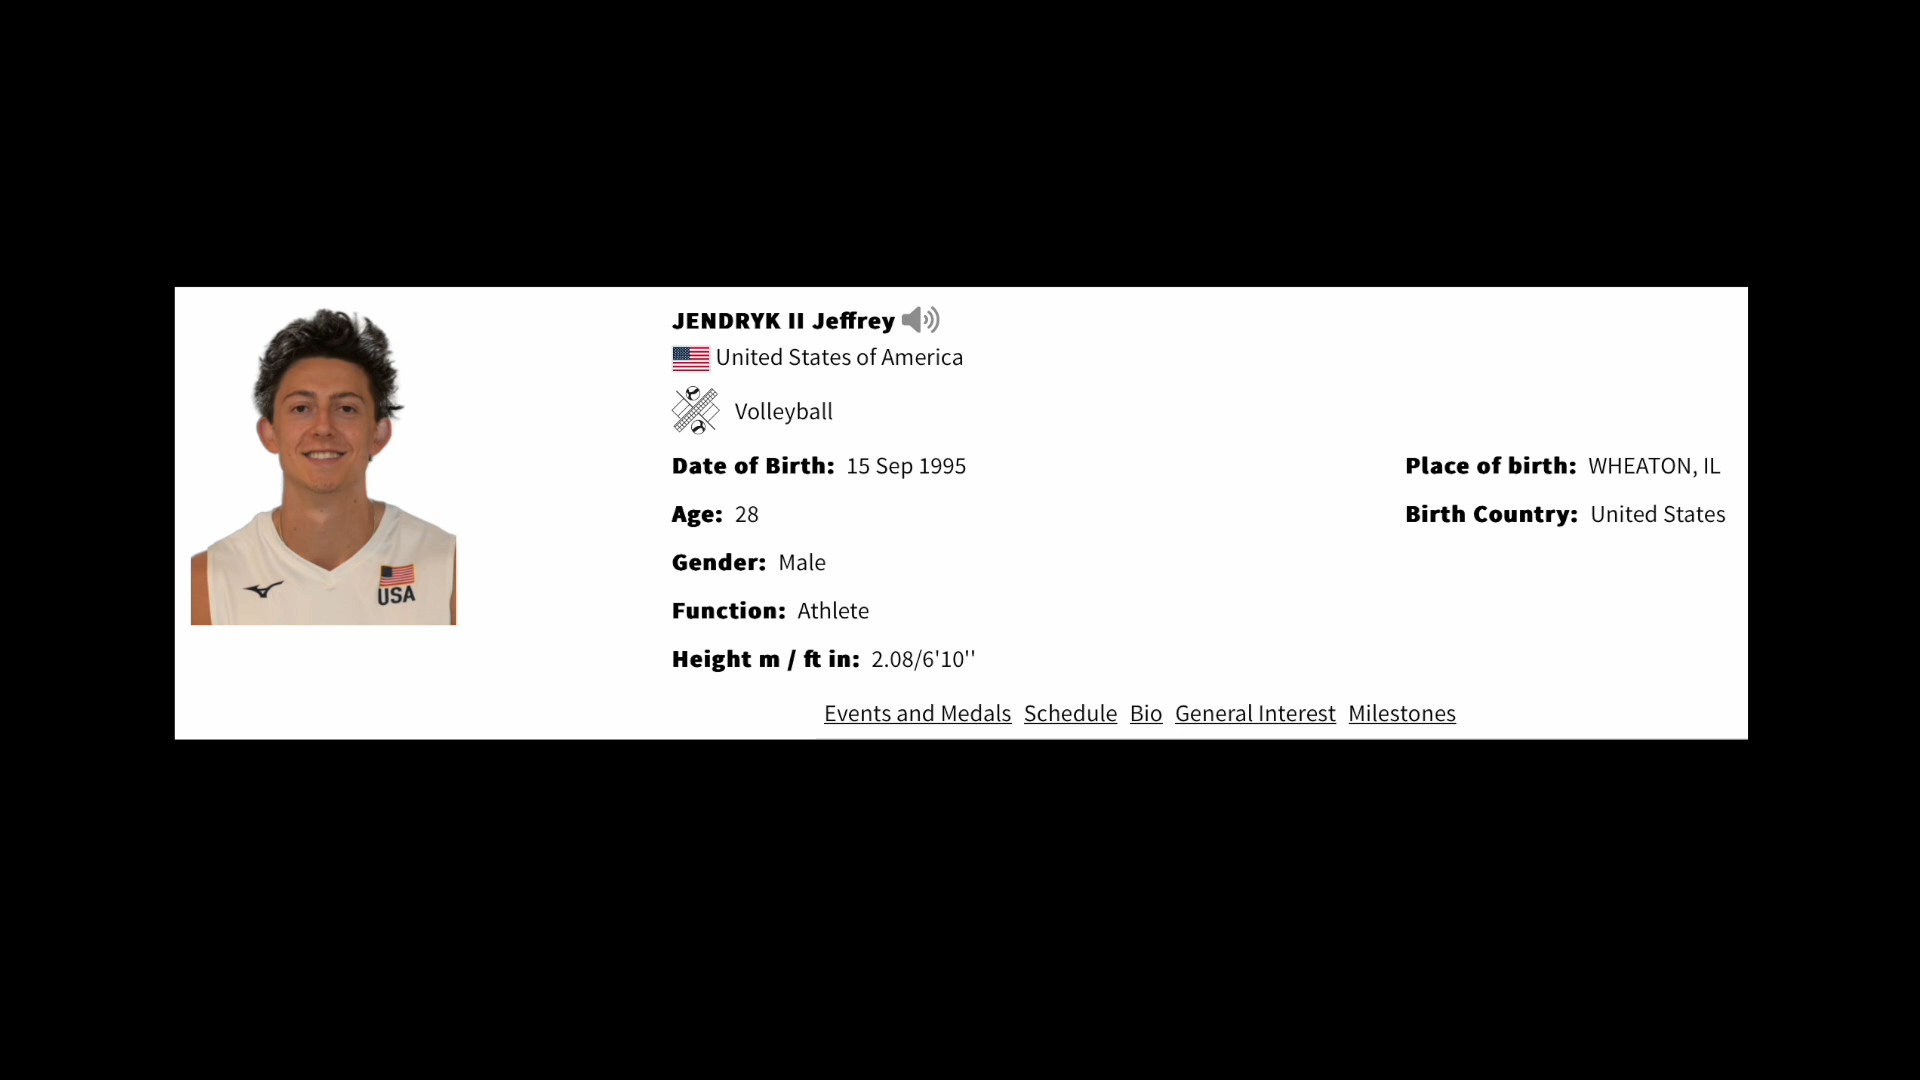 JENDRYK II Jeffrey
United States of America
Volleyball
Date of Birth: 15 Sep 1995
Place of birth: WHEATON, IL
Age: 28
Birth Country: United States
Gender: Male
Function: Athlete
Height m / ft in: 2.08/6'10''
Events and Medals Schedule Bio General Interest Milestones
USA